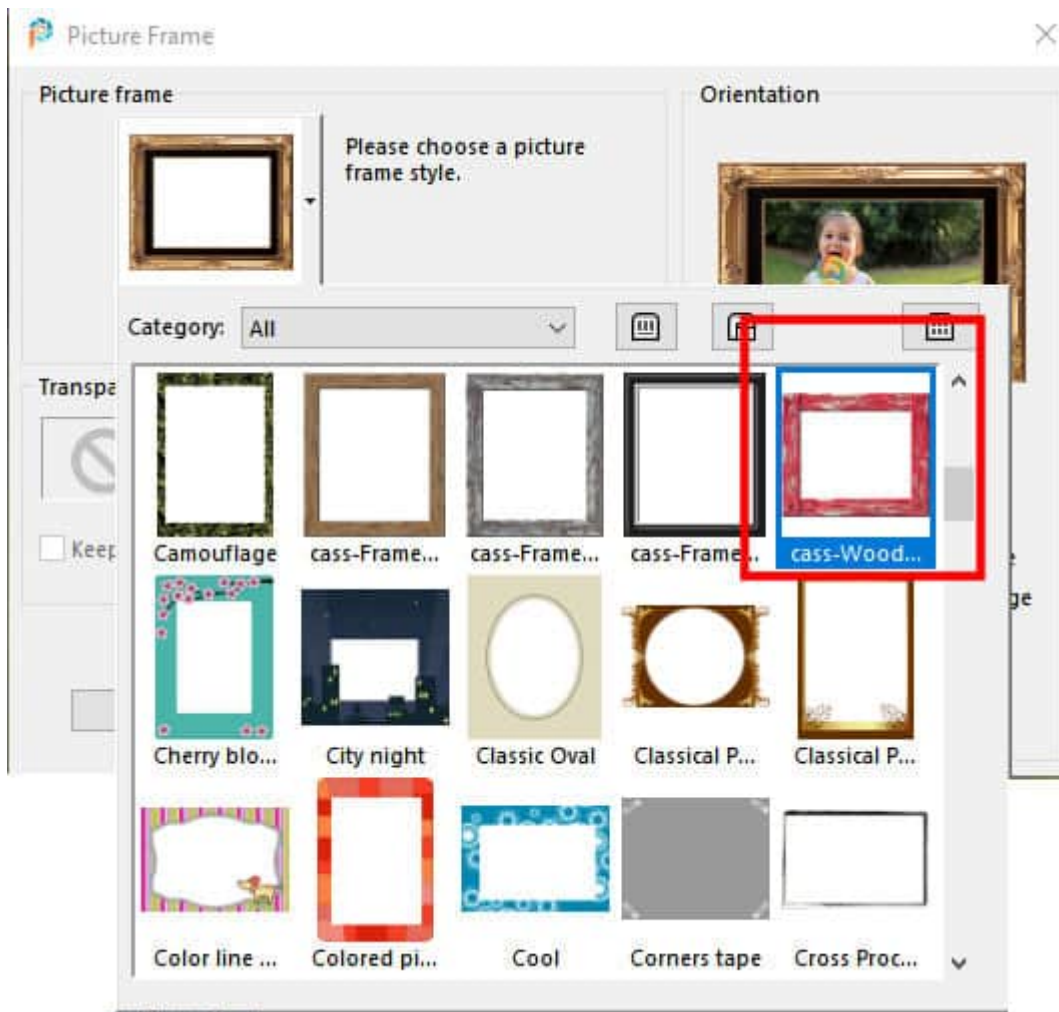 Picture Frame
Picture frame
Orientation
Please choose a picture
frame style.
Category: All
Transpa
Keep
Camouflage cass-Frame... cass-Frame... cass-Frame... cass-Wood...
ge
Cherry blo... City night Classic Oval Classical P... Classical P...
Color line ... Colored pi... Cool Corners tape Cross Proc...